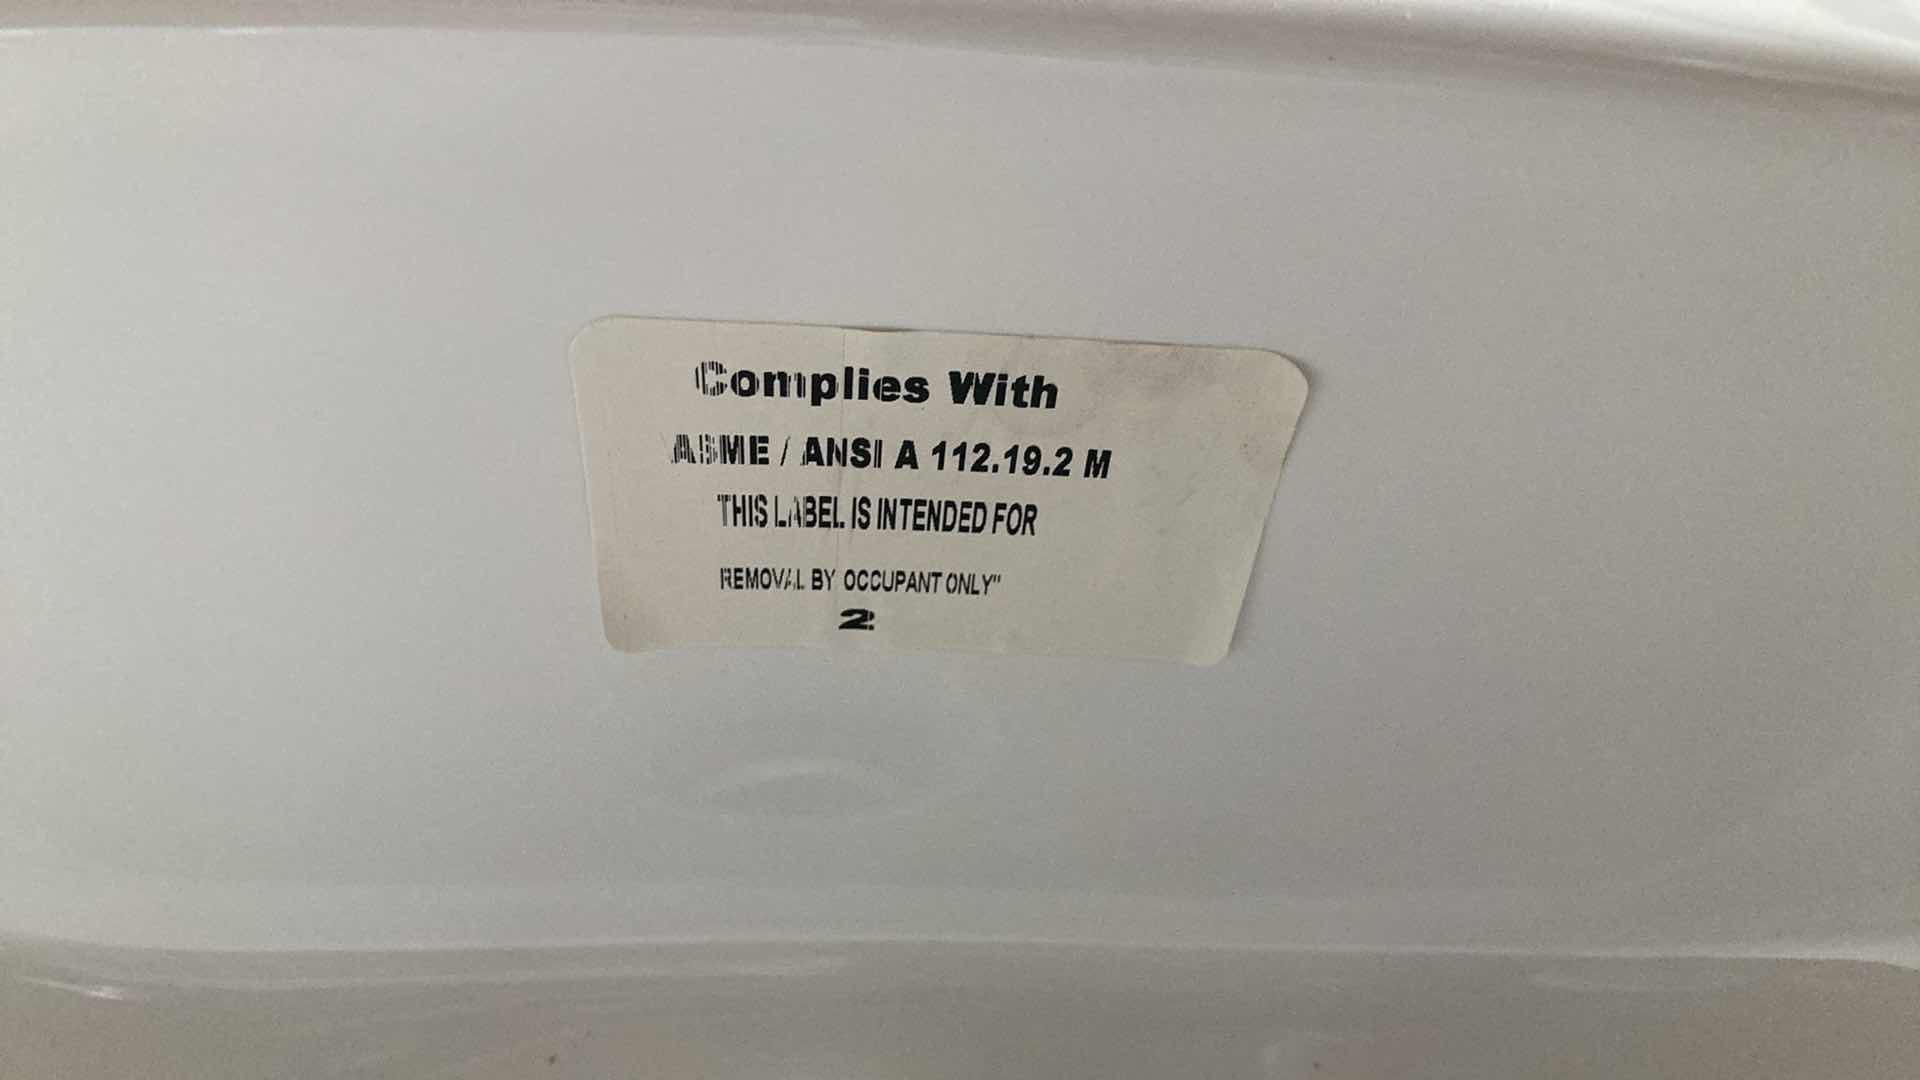 Complies With
ASME / ANSI A 112.19.2 M
THIS LABEL IS INTENDED FOR
REMOVAL BY OCCUPANT ONLY"
2